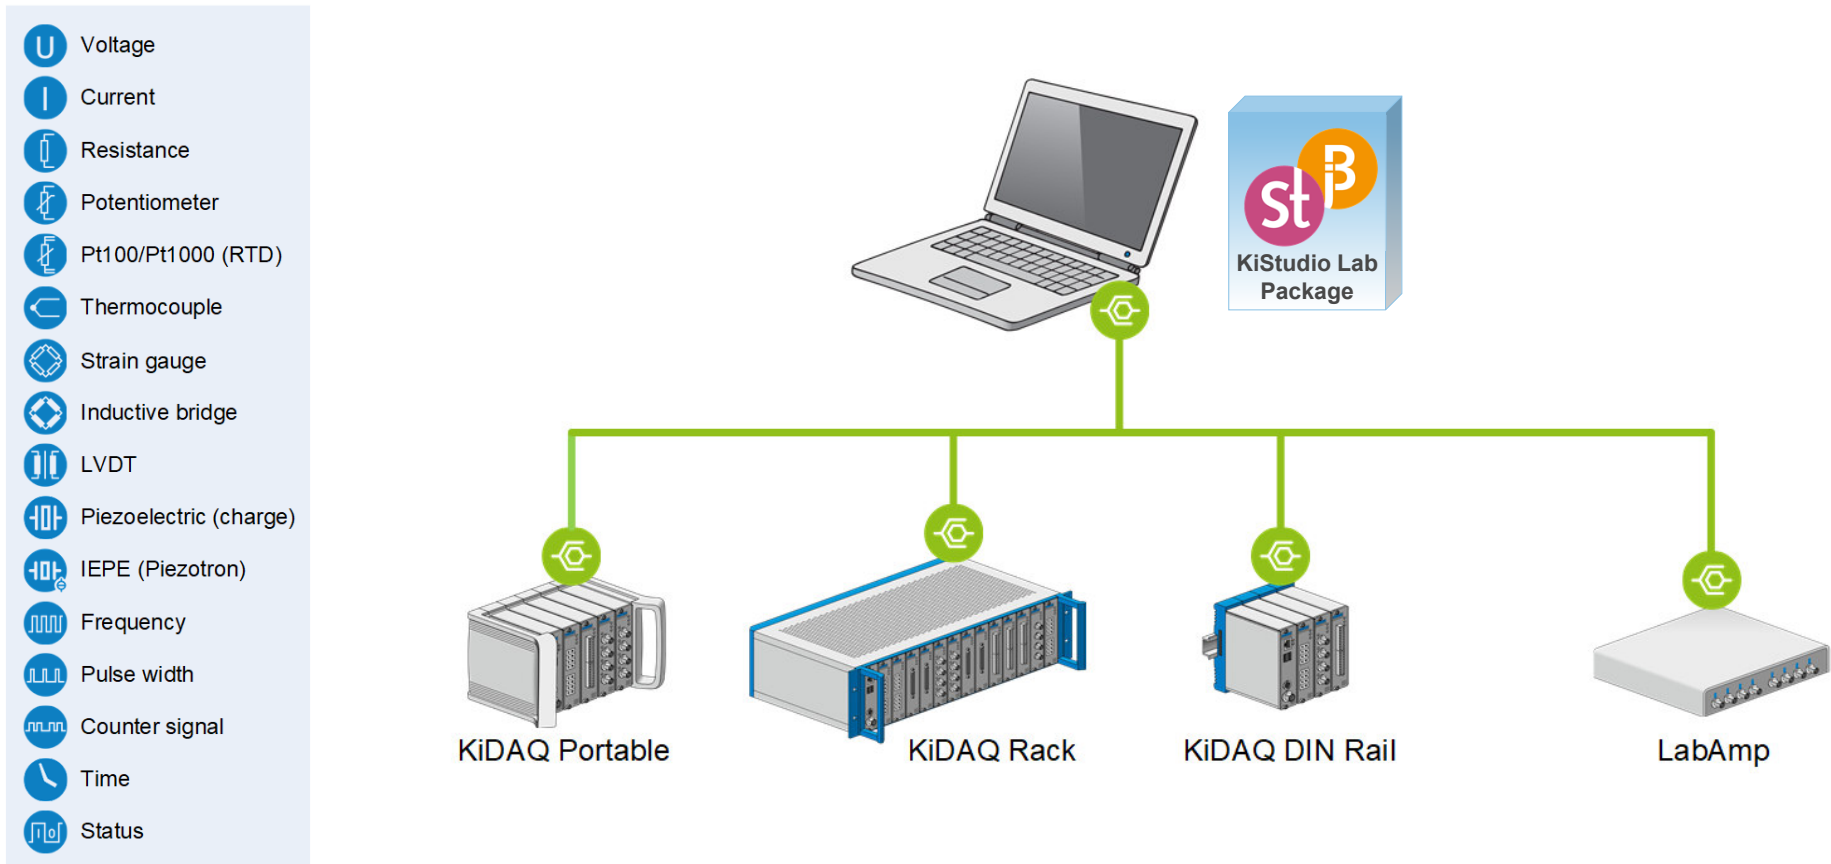 U Voltage
I Current
Resistance
Potentiometer
Pt100/Pt1000 (RTD)
Thermocouple
Strain gauge
Inductive bridge
LVDT
Piezoelectric (charge)
IEPE (Piezotron)
Frequency
Pulse width
Counter signal
Time
Status
B
St
KiStudio Lab
Package
KiDAQ Portable
KiDAQ Rack
KiDAQ DIN Rail
LabAmp